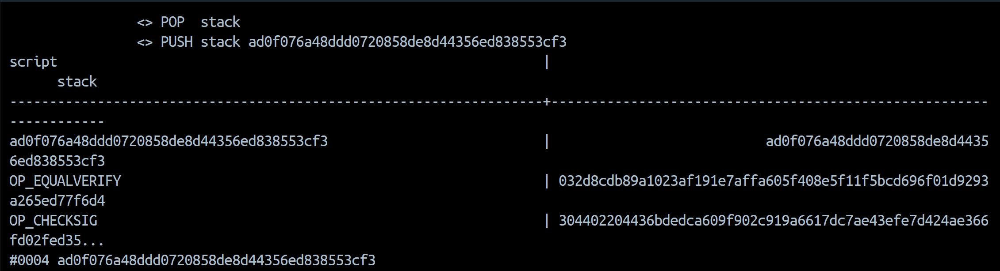 <> POP  stack
<> PUSH stack ad0f076a48ddd0720858de8d44356ed838553cf3
script |
stack
-------------------------------------------------------------------+-------------------------------------------------------
------------
ad0f076a48ddd0720858de8d44356ed838553cf3 | ad0f076a48ddd0720858de8d4435
6ed838553cf3
OP_EQUALVERIFY | 032d8cdb89a1023af191e7affa605f408e5f11f5bcd696f01d9293
a265ed77f6d4
OP_CHECKSIG | 304402204436bdedca609f902c919a6617dc7ae43efe7d424ae366
fd02fed35...
#0004 ad0f076a48ddd0720858de8d44356ed838553cf3